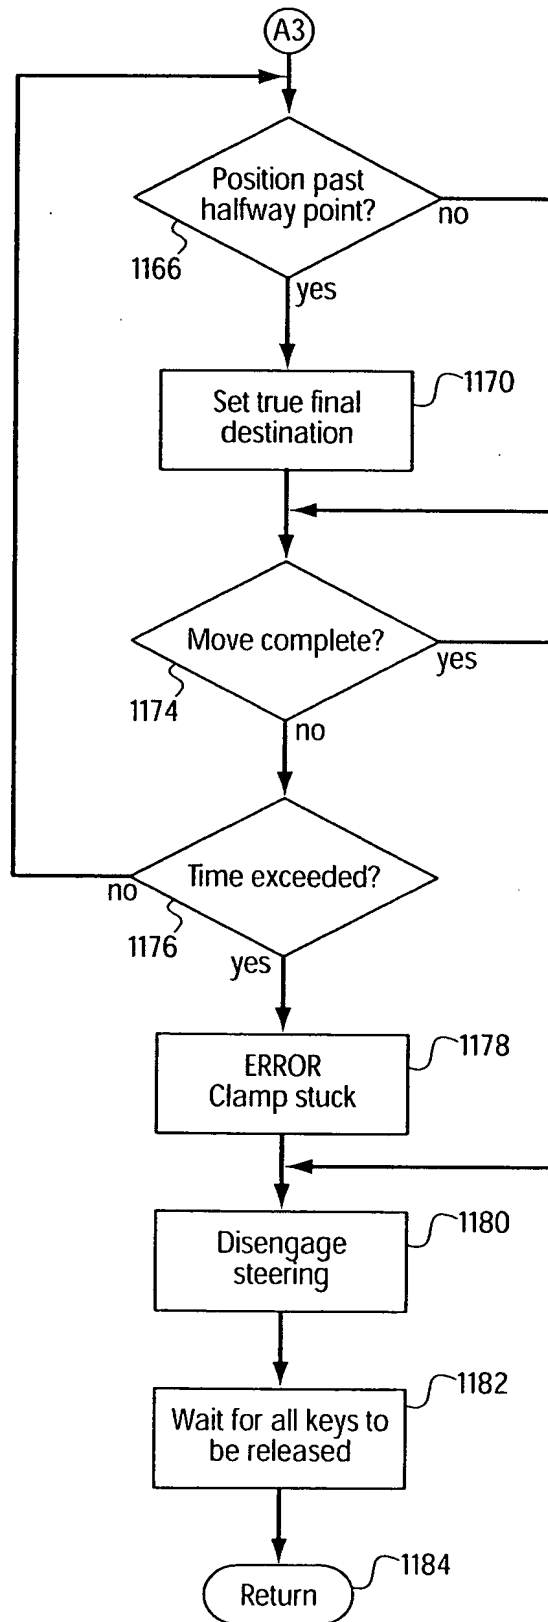 A3
Position past
halfway point?
no
1166
yes
1170
Set true final
destination
Move complete?
yes
1174
no
Time exceeded?
no
1176
yes
1178
ERROR
Clamp stuck
1180
Disengage
steering
1182
Wait for all keys to
be released
1184
Return